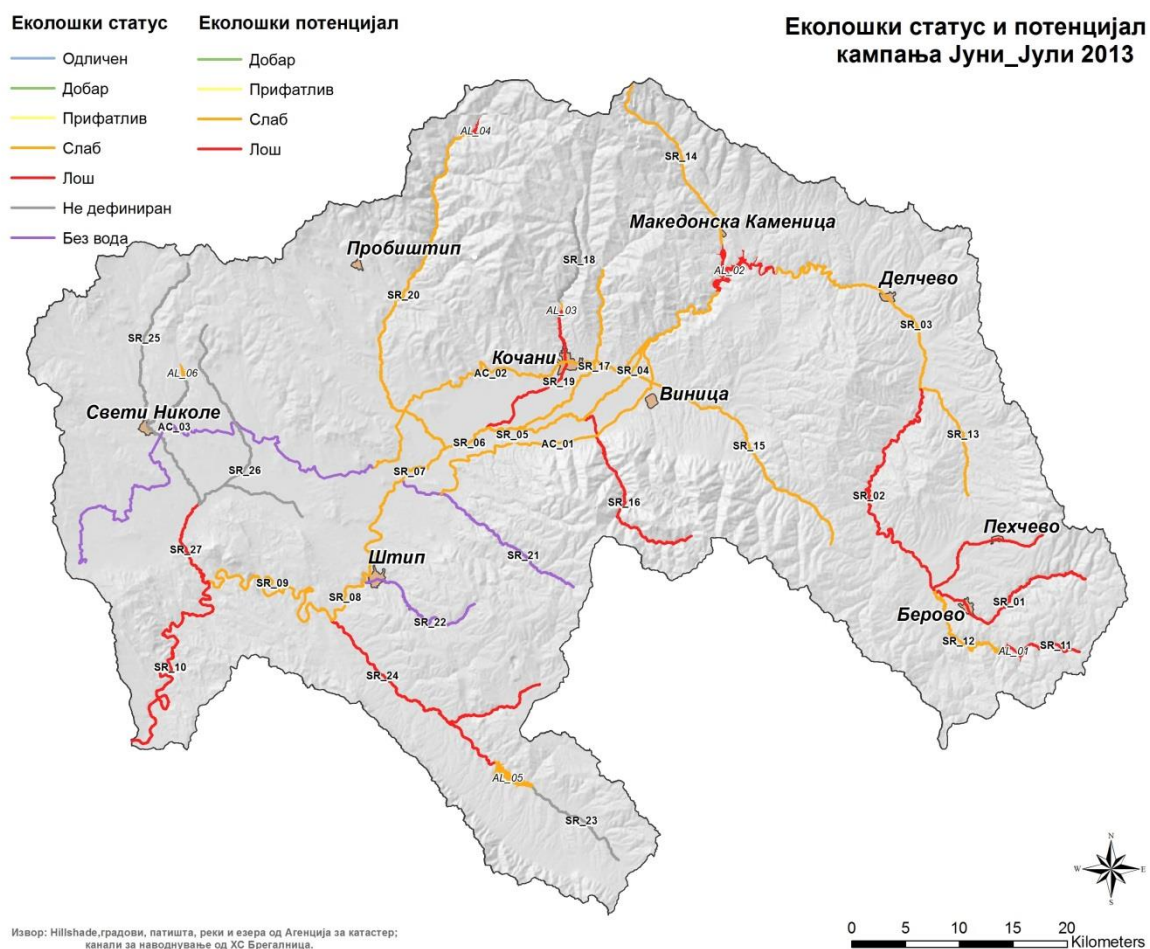 Еколошки статус
Одличен
Добар
Прифатлив
Слаб
Лош
Не дефиниран
Без вода
Еколошки потенцијал
Добар
Прифатлив
Слаб
Лош
Еколошки статус и потенцијал
кампања Јуни_Јули 2013
AL_04
SR_14
Македонска Каменица
Пробиштип
SR_18
AL_02
Делчево
SR_20
AL_03
SR_03
SR_25
Кочани
SR_17
AL_06
AC_02
SR_19
SR_04
Виница
Свети Николе
AC_03
SR_06
SR_05
AC_01
SR_15
SR_13
SR_26
SR_07
SR_16
SR_02
Пехчево
SR_27
Штип
SR_21
SR_09
SR_08
SR_22
Берово
SR_01
SR_12
AL_01
SR_11
SR_10
SR_24
AL_05
SR_23
N
W
E
S
0 5 10 15 20
Kilometers
Извор: Hillshade,градови, патишта, реки и езера од Агенција за катастер;
канали за наводнување од ХС Брегалница.